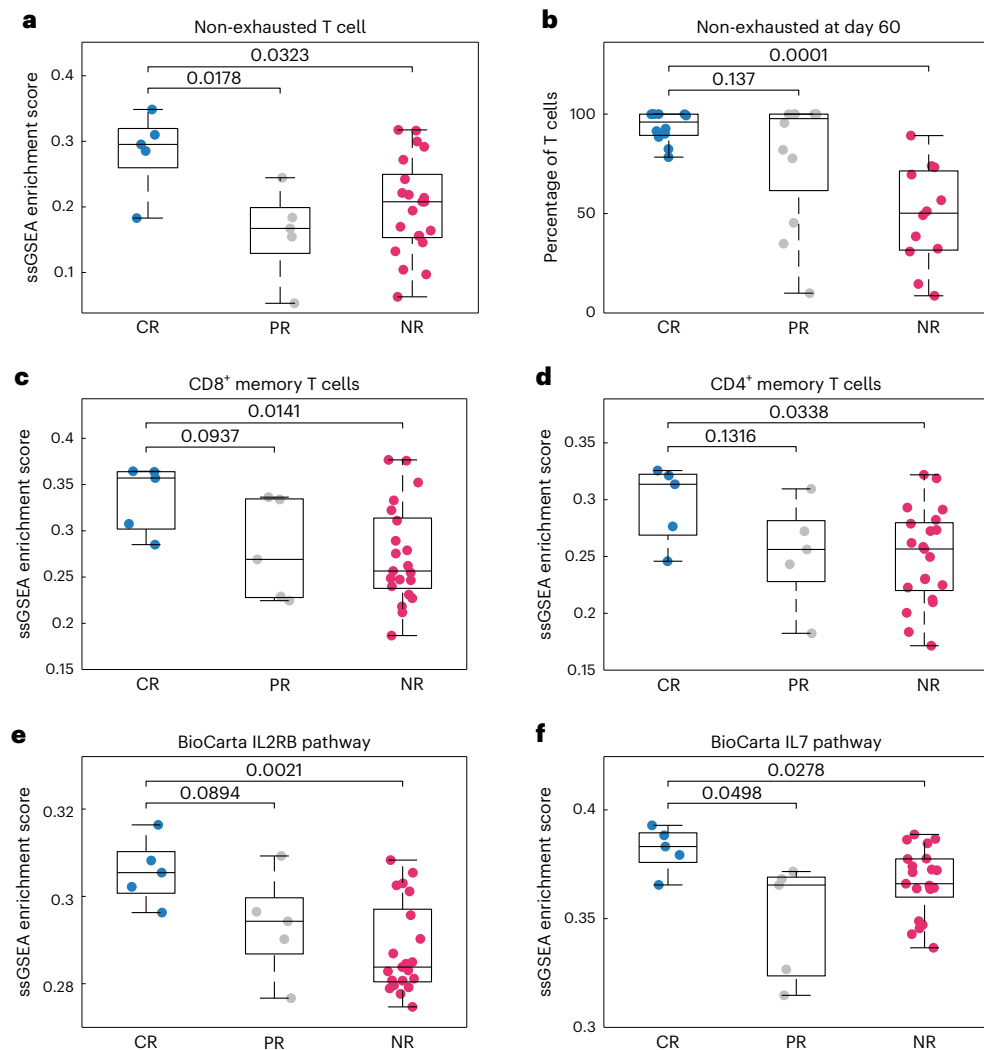 a
Non-exhausted T cell
0.0323
0.0178
0.4
0.3
0.2
0.1
ssGSEA enrichment score
CR
PR
NR
b
Non-exhausted at day 60
0.0001
0.137
100
50
0
Percentage of T cells
CR
PR
NR
c
CD8⁺ memory T cells
0.0141
0.0937
0.4
0.35
0.3
0.25
0.2
0.15
ssGSEA enrichment score
CR
PR
NR
d
CD4⁺ memory T cells
0.0338
0.1316
0.35
0.3
0.25
0.2
0.15
ssGSEA enrichment score
CR
PR
NR
e
BioCarta IL2RB pathway
0.0021
0.0894
0.32
0.3
0.28
ssGSEA enrichment score
CR
PR
NR
f
BioCarta IL7 pathway
0.0278
0.0498
0.4
0.35
0.3
ssGSEA enrichment score
CR
PR
NR